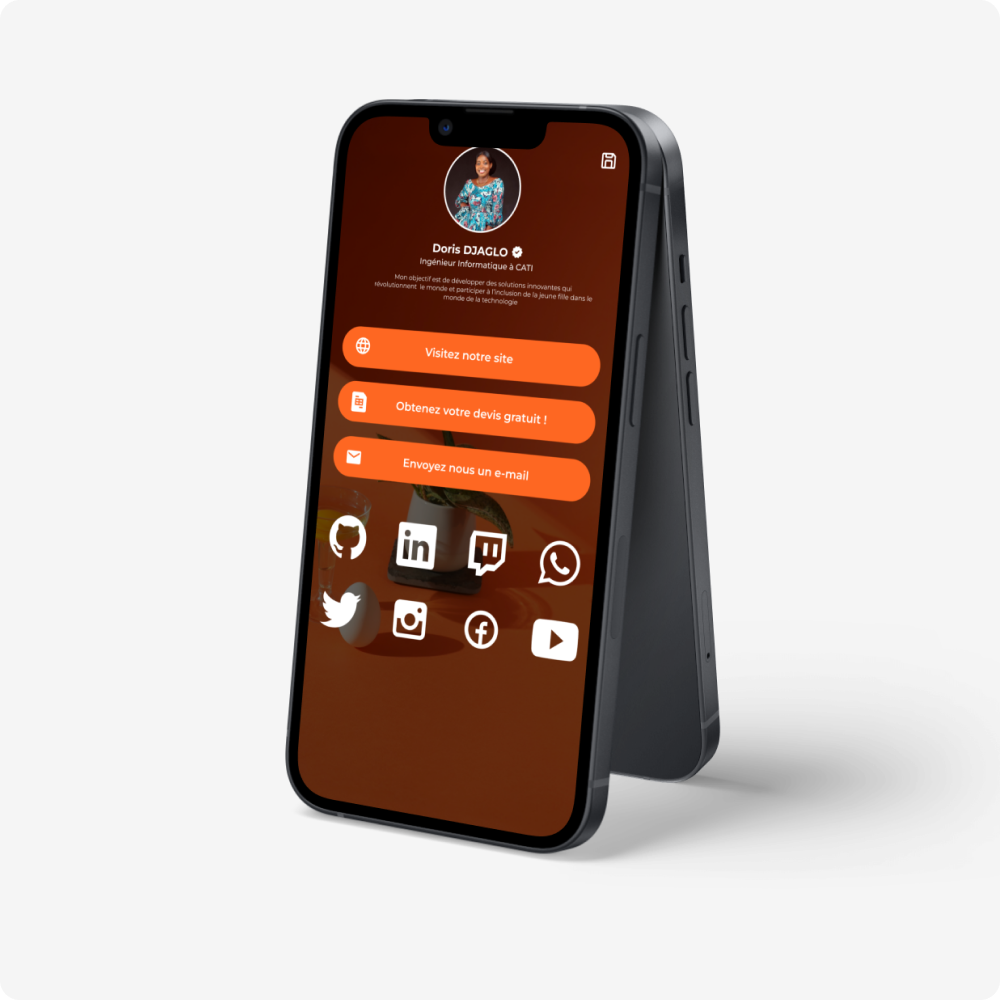 Doris DJAGLO
Ingénieur Informatique à CATI
Mon objectif est de développer des solutions innovantes qui
révolutionnent le monde et participer à l'inclusion de la jeune fille dans le
monde de la technologie
Visitez notre site
Obtenez votre devis gratuit !
Envoyez nous un e-mail
in